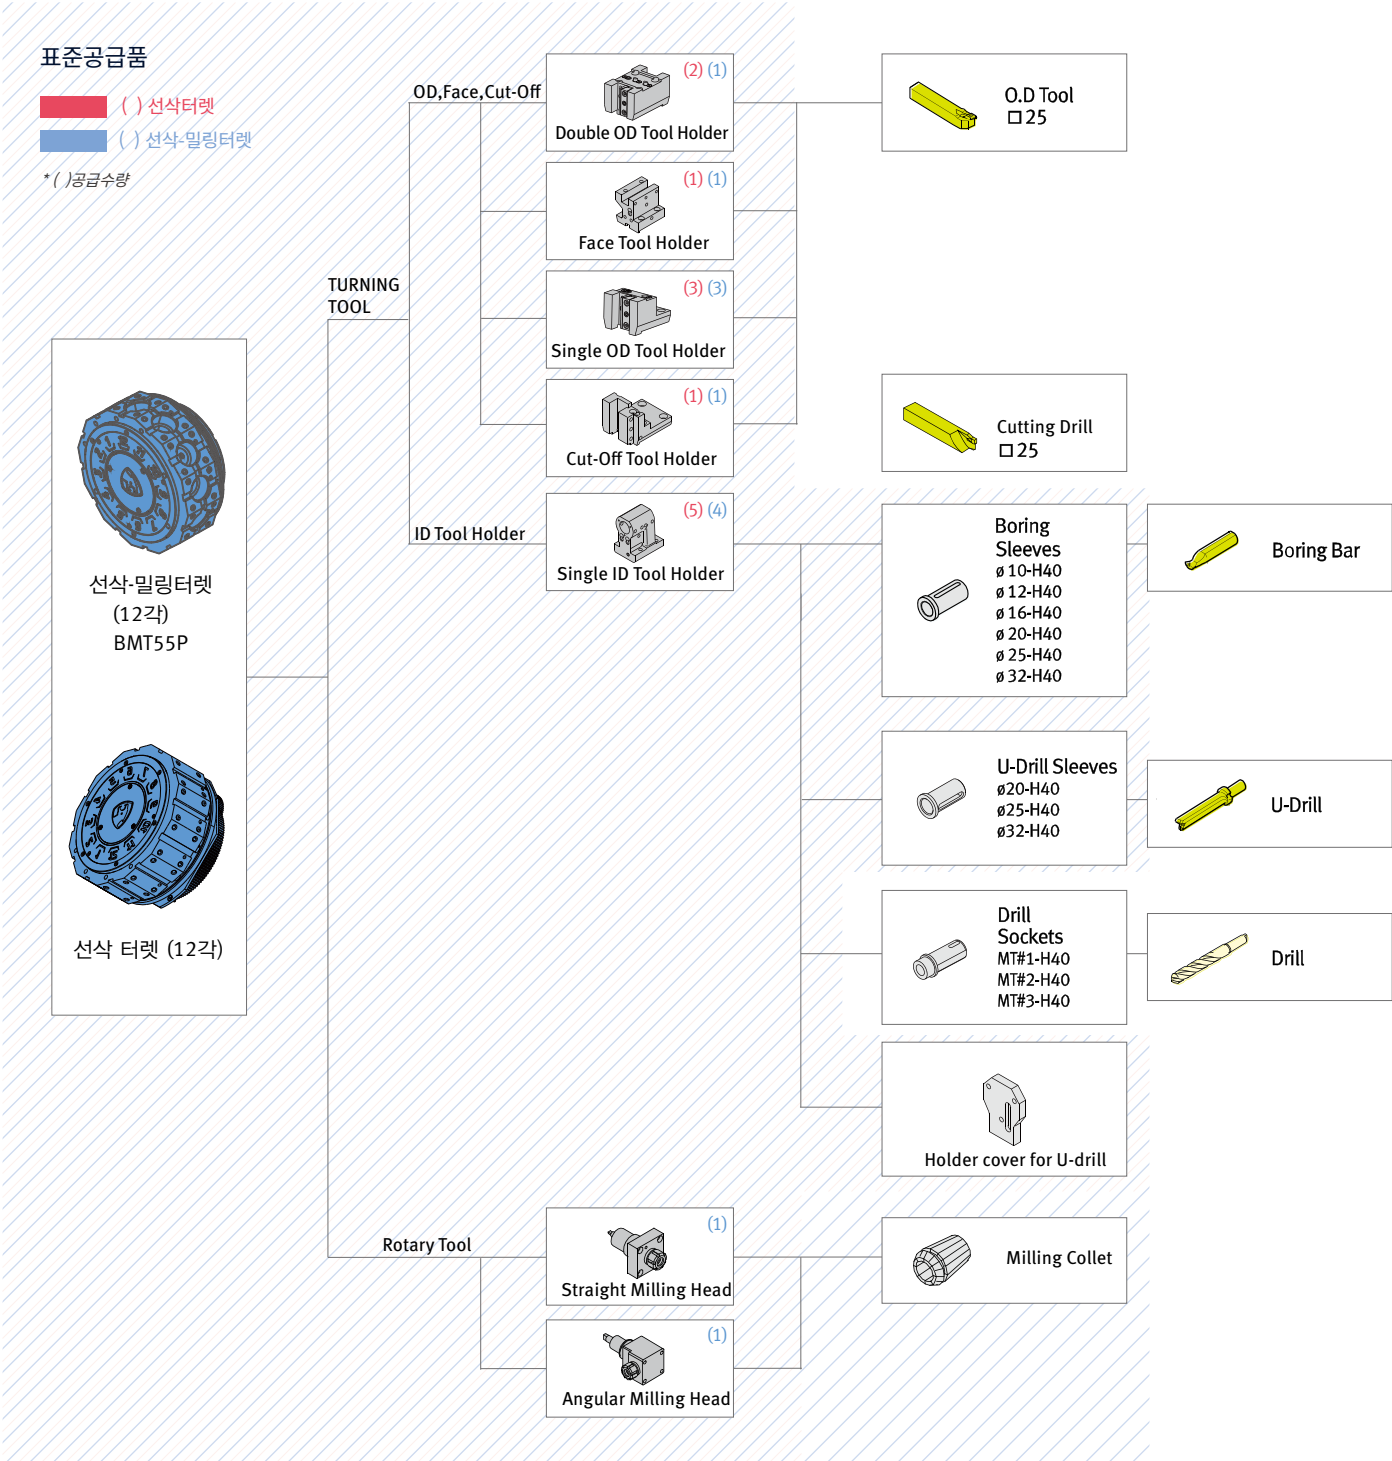 표준공급품
( ) 선삭터렛
( ) 선삭-밀링터렛
* ( )공급수량
선삭-밀링터렛
(12각)
BMT55P
선삭 터렛 (12각)
TURNING
TOOL
OD,Face,Cut-Off
(2) (1)
Double OD Tool Holder
(1) (1)
Face Tool Holder
(3) (3)
Single OD Tool Holder
(1) (1)
Cut-Off Tool Holder
ID Tool Holder
(5) (4)
Single ID Tool Holder
O.D Tool
□25
Cutting Drill
□25
Boring
Sleeves
ø 10-H40
ø 12-H40
ø 16-H40
ø 20-H40
ø 25-H40
ø 32-H40
Boring Bar
U-Drill Sleeves
ø20-H40
ø25-H40
ø32-H40
U-Drill
Drill
Sockets
MT#1-H40
MT#2-H40
MT#3-H40
Drill
Holder cover for U-drill
Rotary Tool
(1)
Straight Milling Head
(1)
Angular Milling Head
Milling Collet